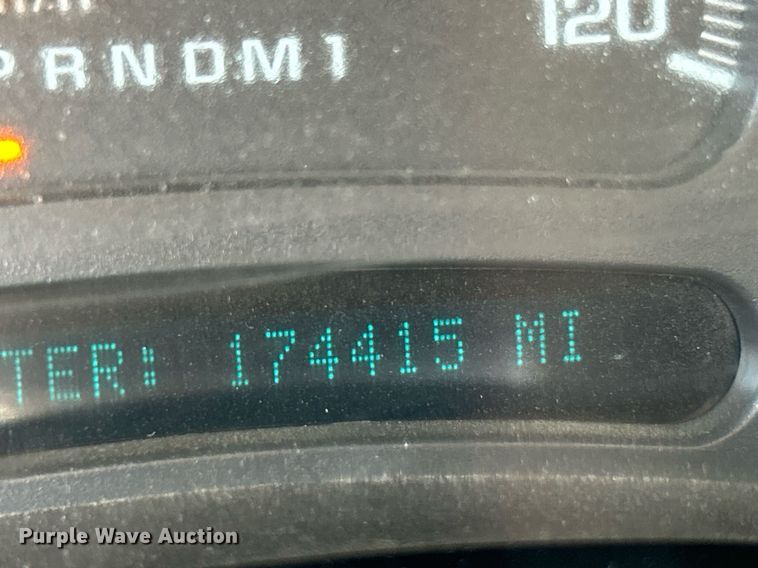 120
PRNDM1
TER: 174415 MI
Purple Wave Auction®